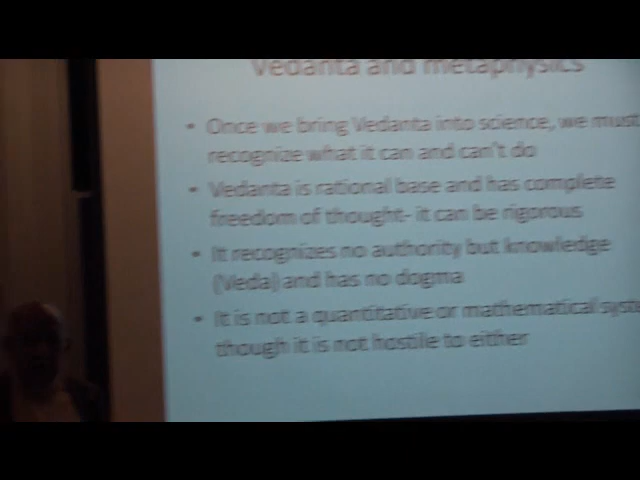 Vedanta and metaphysics
• Once we bring Vedanta into science, we must
recognize what it can and can't do
• Vedanta is rational base and has complete
freedom of thought- it can be rigorous
• It recognizes no authority but knowledge
(Veda) and has no dogma
• It is not a quantitative or mathematical syste
though it is not hostile to either